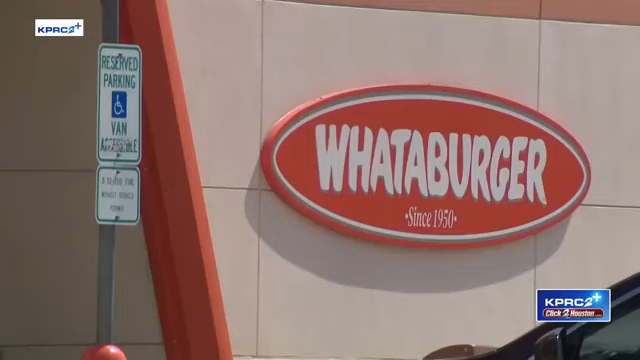 KPRC2+
RESERVED
PARKING
VAN
ACCESSIBLE
WHATABURGER
•Since 1950•
KPRC2+
Click2Houston